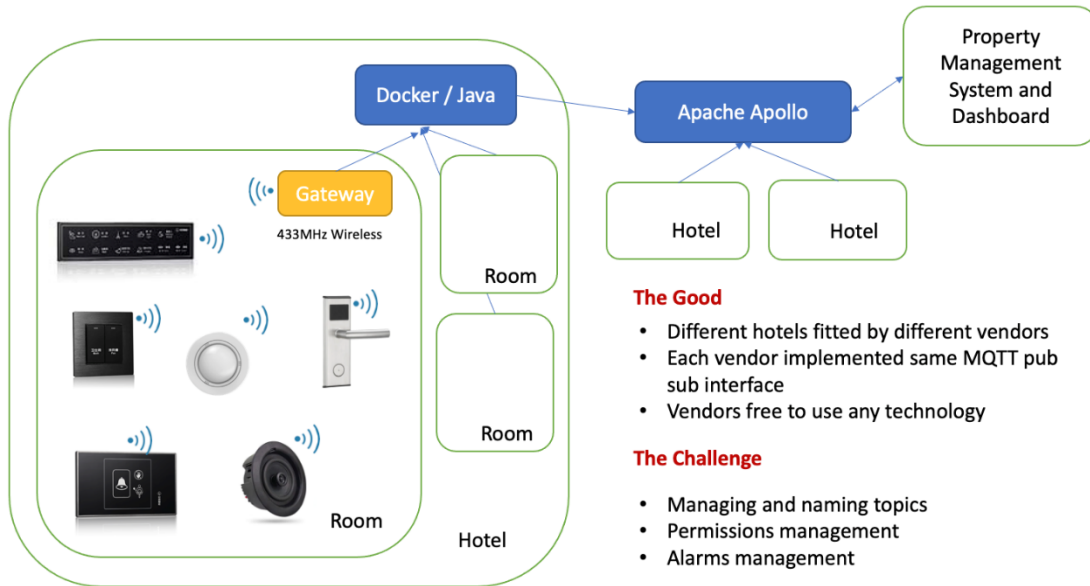 Docker / Java
Apache Apollo
Property
Management
System and
Dashboard
Gateway
433MHz Wireless
Room
Room
Room
Hotel
Hotel
Hotel
The Good
• Different hotels fitted by different vendors
• Each vendor implemented same MQTT pub
sub interface
• Vendors free to use any technology
The Challenge
• Managing and naming topics
• Permissions management
• Alarms management